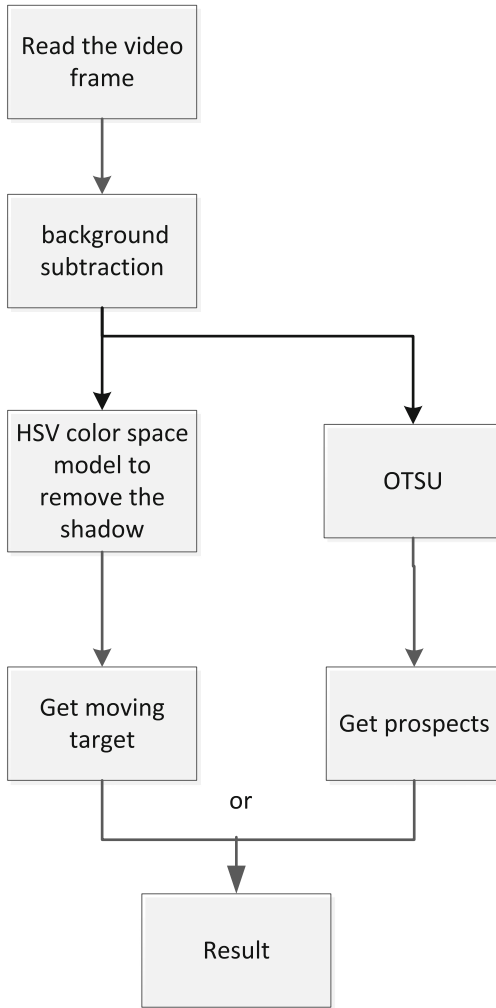 Read the video
frame
background
subtraction
HSV color space
model to
remove the
shadow
OTSU
Get moving
target
Get prospects
or
Result